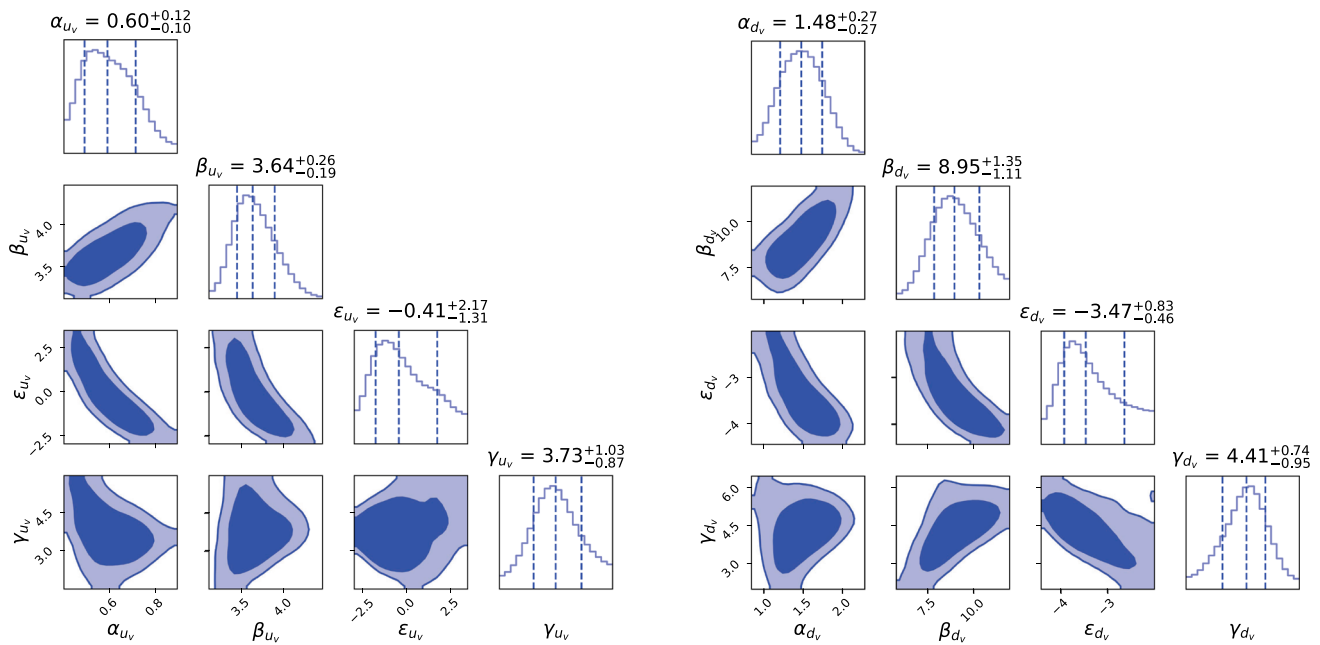 α_{u_v} = 0.60^{+0.12}_{-0.10}
β_{u_v} = 3.64^{+0.26}_{-0.19}
ε_{u_v} = −0.41^{+2.17}_{-1.31}
γ_{u_v} = 3.73^{+1.03}_{-0.87}
β_{u_v}
4.0
3.5
ε_{u_v}
2.5
0.0
−2.5
γ_{u_v}
4.5
3.0
0.6
0.8
3.5
4.0
−2.5
0.0
2.5
α_{u_v}
β_{u_v}
ε_{u_v}
γ_{u_v}
α_{d_v} = 1.48^{+0.27}_{-0.27}
β_{d_v} = 8.95^{+1.35}_{-1.11}
ε_{d_v} = −3.47^{+0.83}_{-0.46}
γ_{d_v} = 4.41^{+0.74}_{-0.95}
β_{d_v}
10.0
7.5
ε_{d_v}
−3
−4
γ_{d_v}
6.0
4.5
3.0
1.0
1.5
2.0
7.5
10.0
−4
−3
α_{d_v}
β_{d_v}
ε_{d_v}
γ_{d_v}